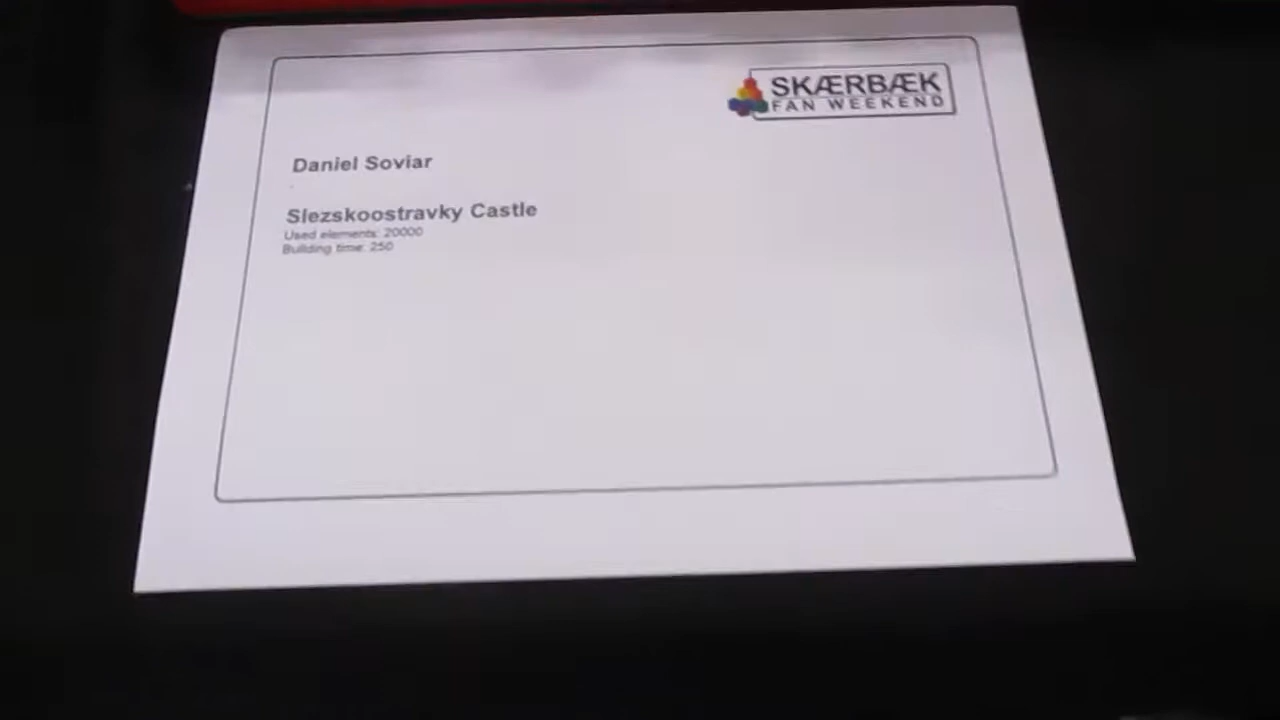 SKÆRBÆK
FAN WEEKEND
Daniel Soviar
Slezskoostravky Castle
Used elements: 20000
Building time: 250